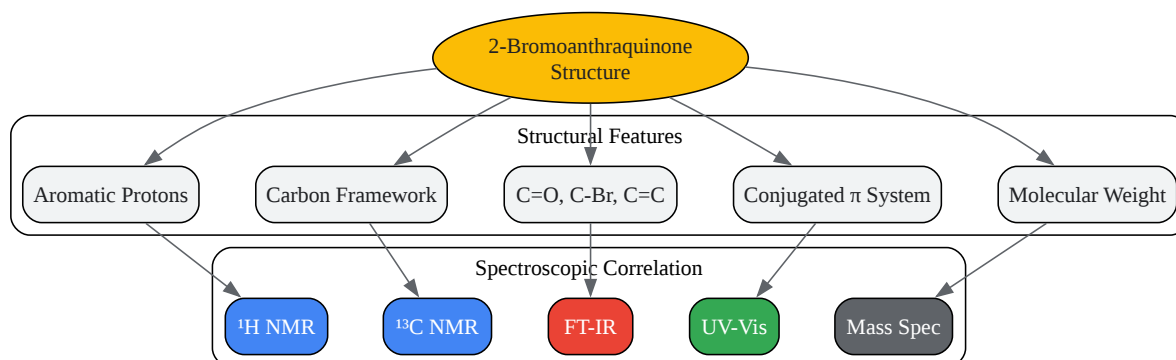 2-Bromoanthraquinone
Structure
Structural Features
Aromatic Protons
Carbon Framework
C=O, C-Br, C=C
Conjugated π System
Molecular Weight
Spectroscopic Correlation
¹H NMR
¹³C NMR
FT-IR
UV-Vis
Mass Spec